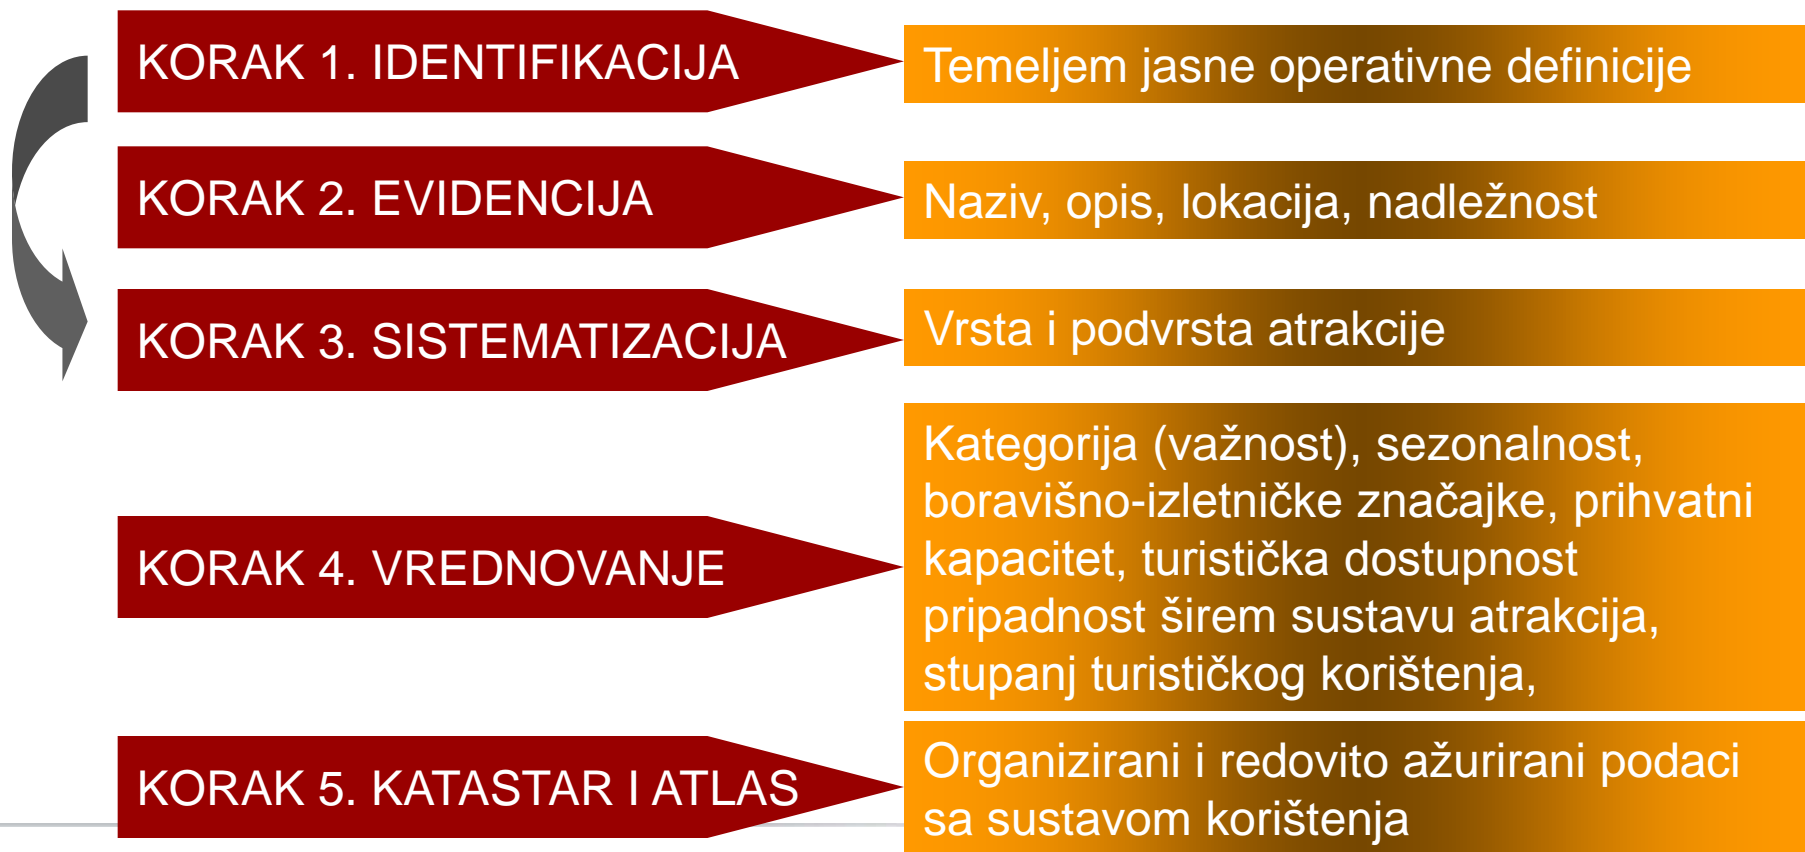 KORAK 1. IDENTIFIKACIJA
Temeljem jasne operativne definicije
KORAK 2. EVIDENCIJA
Naziv, opis, lokacija, nadležnost
KORAK 3. SISTEMATIZACIJA
Vrsta i podvrsta atrakcije
KORAK 4. VREDNOVANJE
Kategorija (važnost), sezonalnost,
boravišno-izletničke značajke, prihvatni
kapacitet, turistička dostupnost
pripadnost širem sustavu atrakcija,
stupanj turističkog korištenja,
KORAK 5. KATASTAR I ATLAS
Organizirani i redovito ažurirani podaci
sa sustavom korištenja